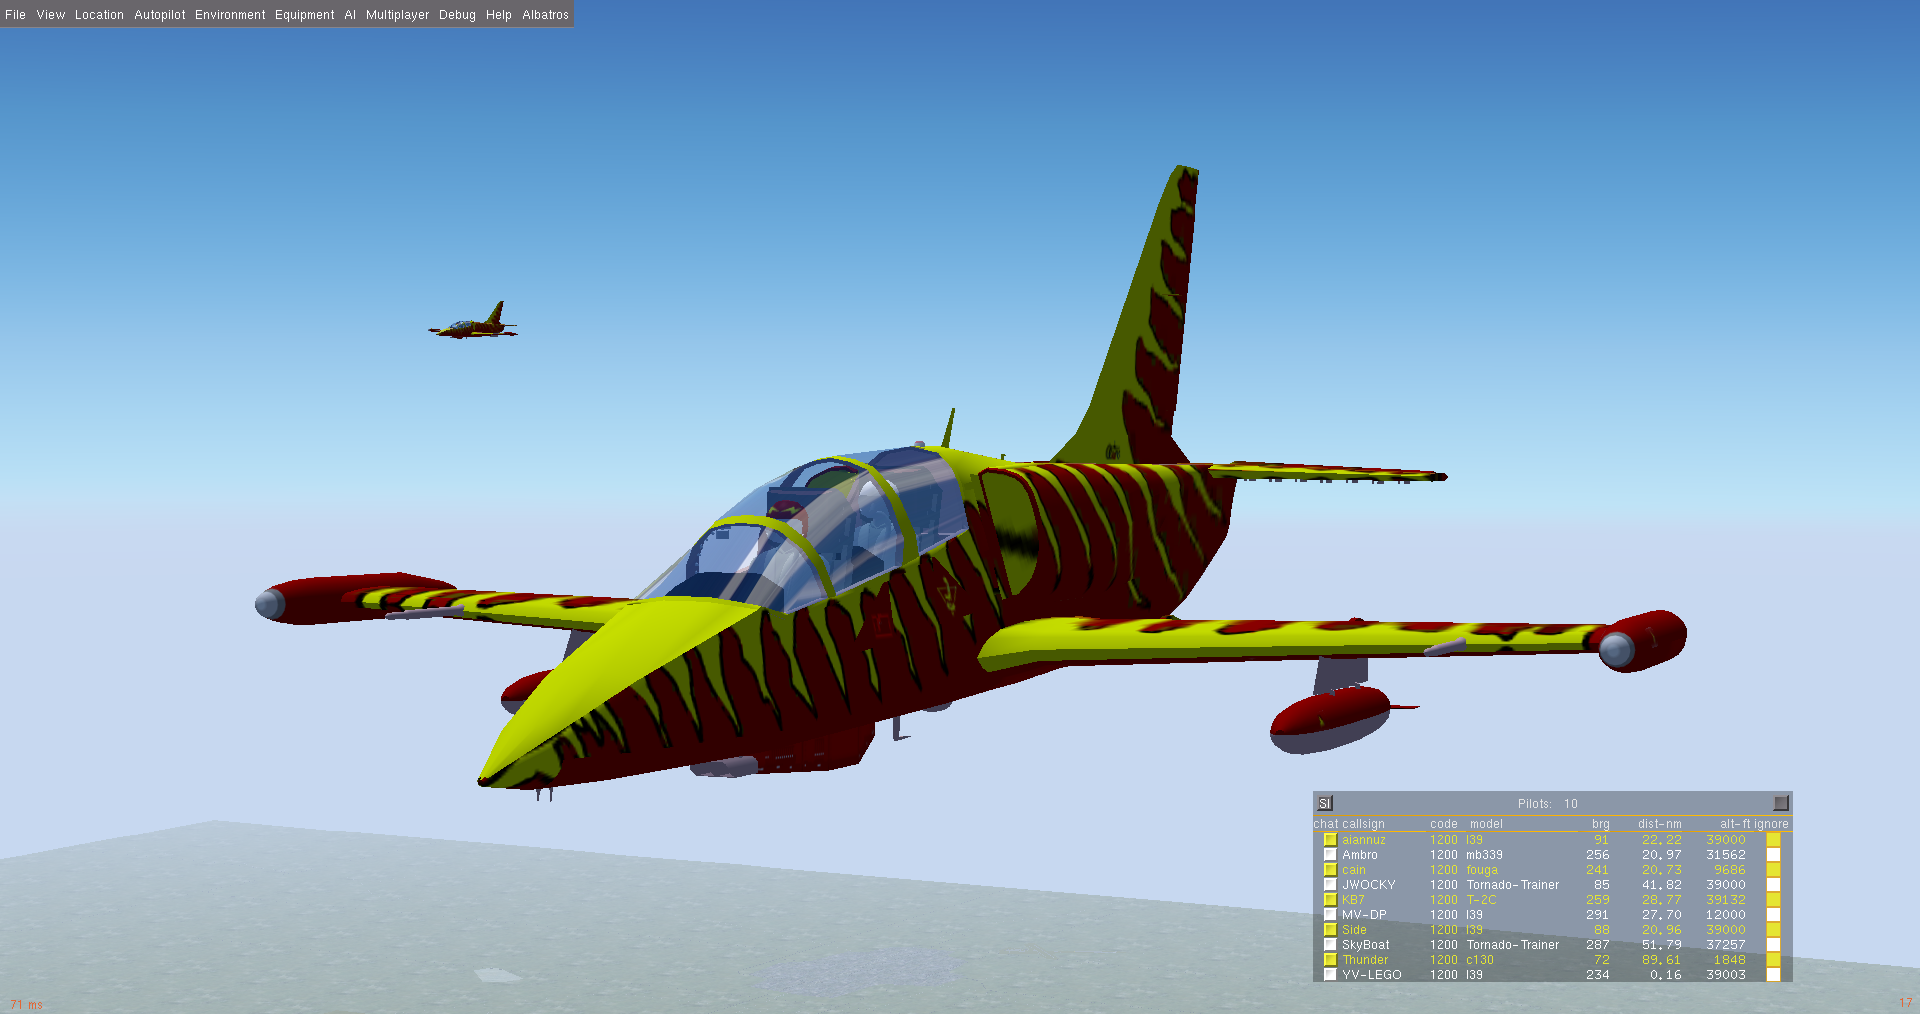 File View Location Autopilot Environment Equipment AI Multiplayer Debug Help Albatros
1
SI Pilots: 10
chat callsign code model brg dist-nm alt-ft ignore
aiannuz 1200 l39 91 22.22 39000
Ambro 1200 mb339 256 20.97 31562
cain 1200 fouga 241 20.73 9686
JWOCKY 1200 Tornado-Trainer 85 41.82 39000
KB7 1200 T-2C 259 28.77 39132
MV-DP 1200 l39 291 27.70 12000
Side 1200 l39 88 20.96 39000
SkyBoat 1200 Tornado-Trainer 287 51.79 37257
Thunder 1200 c130 72 89.61 1848
YV-LEGO 1200 l39 234 0.16 39003
71 ms
17